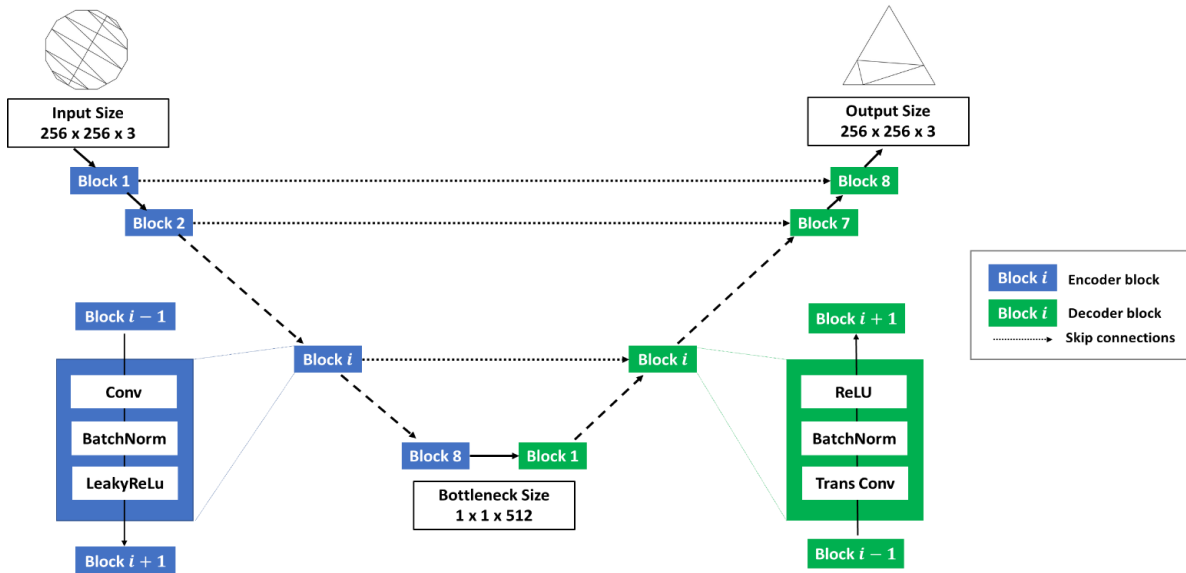 Input Size
256 x 256 x 3
Output Size
256 x 256 x 3
Block 1
Block 8
Block 2
Block 7
Block i
Encoder block
Block i
Decoder block
Skip connections
Block i − 1
Block i + 1
Block i
Block i
Conv
BatchNorm
LeakyReLu
ReLU
BatchNorm
Trans Conv
Block 8
Block 1
Bottleneck Size
1 x 1 x 512
Block i + 1
Block i − 1